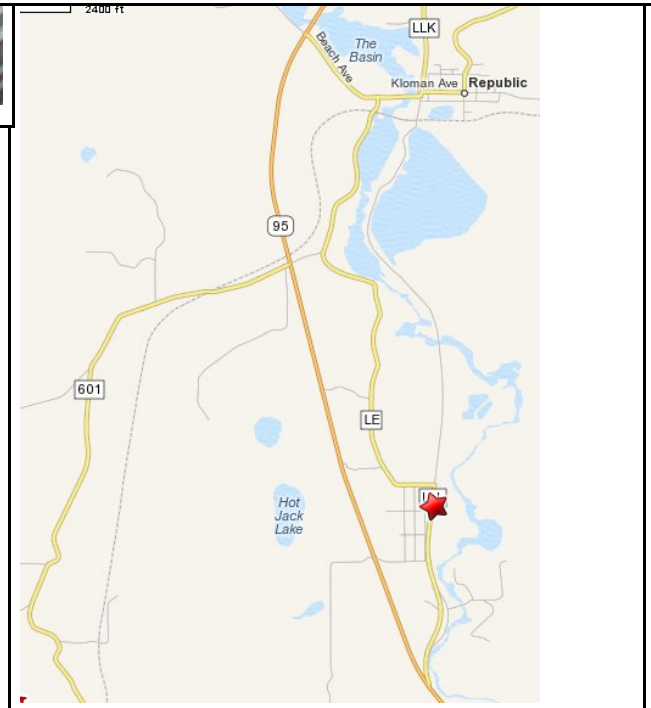 2400 ft
LLK
The
Basin
Beach Ave
Kloman Ave
Republic
95
601
LE
Hot
Jack
Lake